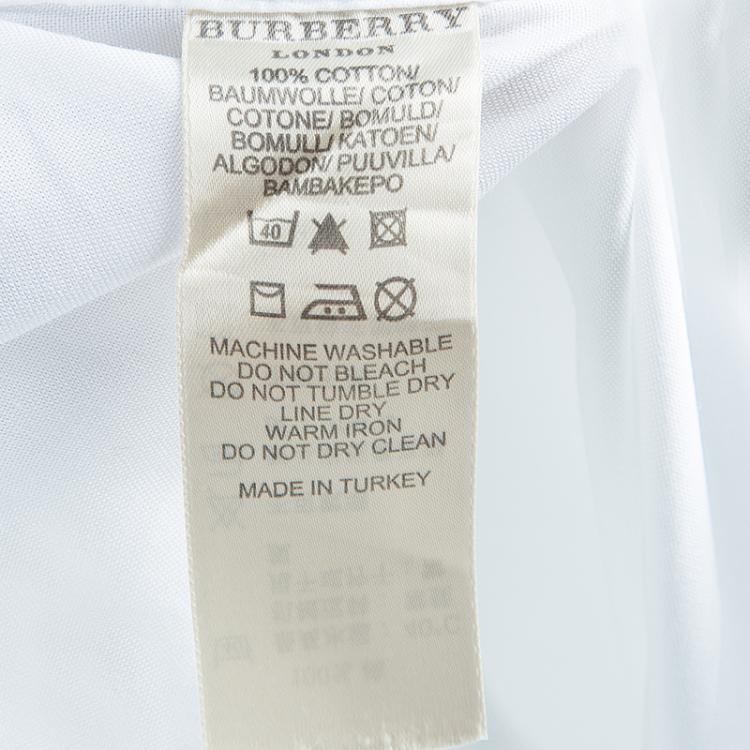 BURBERRY
LONDON
100% COTTON/
BAUMWOLLE/ COTON/
COTONE/ BOMULD/
BOMULL/ KATOEN/
ALGODON/ PUUVILLA/
BAMBAKEPO
40
MACHINE WASHABLE
DO NOT BLEACH
DO NOT TUMBLE DRY
LINE DRY
WARM IRON
DO NOT DRY CLEAN
MADE IN TURKEY